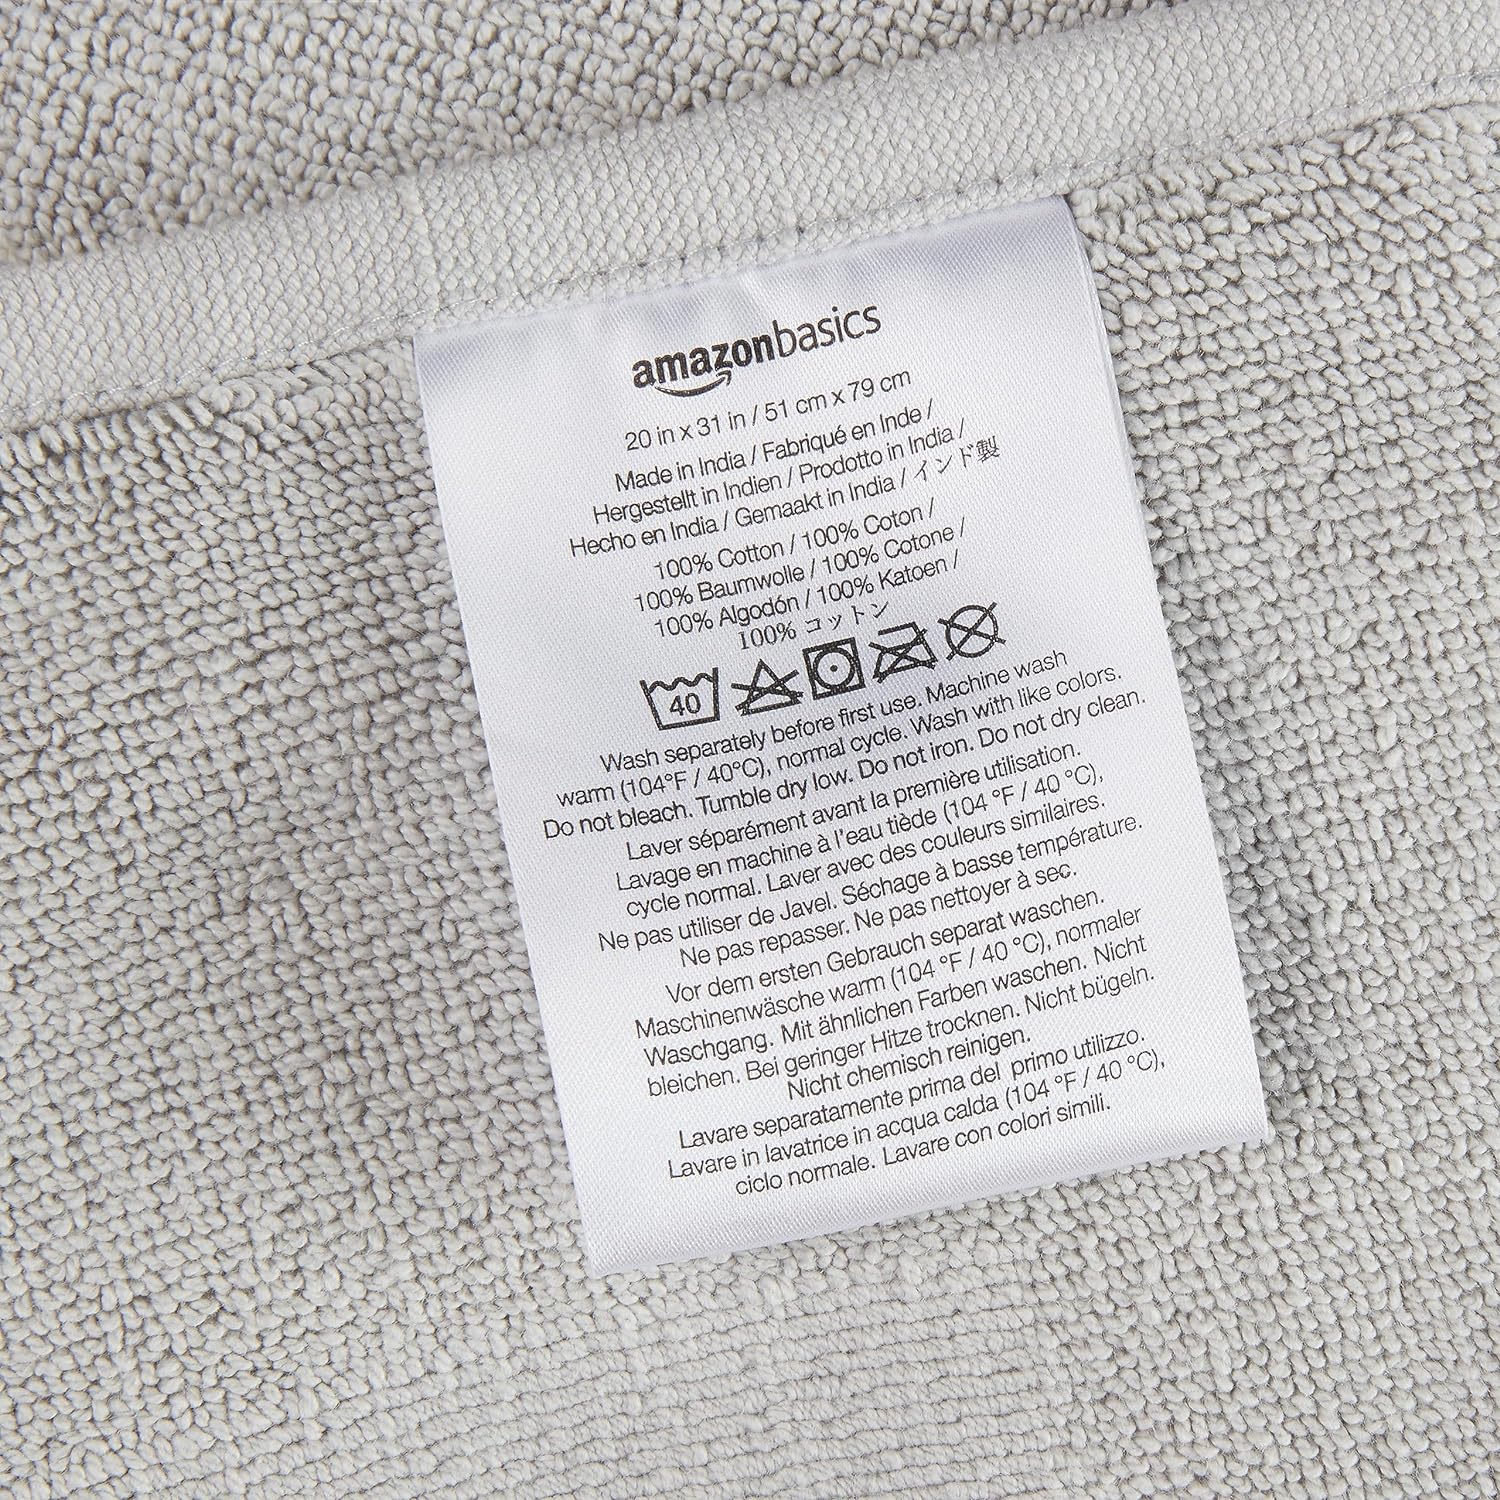 amazonbasics
20 in x 31 in / 51 cm x 79 cm
Made in India / Fabriqué en Inde /
Hergestellt in Indien / Prodotto in India /
Hecho en India / Gemaakt in India / インド製
100% Cotton / 100% Coton /
100% Baumwolle / 100% Cotone /
100% Algodón / 100% Katoen /
100% コットン
40
Wash separately before first use. Machine wash
warm (104°F / 40°C), normal cycle. Wash with like colors.
Do not bleach. Tumble dry low. Do not iron. Do not dry clean.
Laver séparément avant la première utilisation.
Lavage en machine à l'eau tiède (104 °F / 40 °C),
cycle normal. Laver avec des couleurs similaires.
Ne pas utiliser de Javel. Séchage à basse température.
Ne pas repasser. Ne pas nettoyer à sec.
Vor dem ersten Gebrauch separat waschen.
Maschinenwäsche warm (104 °F / 40 °C), normaler
Waschgang. Mit ähnlichen Farben waschen. Nicht
bleichen. Bei geringer Hitze trocknen. Nicht bügeln.
Nicht chemisch reinigen.
Lavare separatamente prima del primo utilizzo.
Lavare in lavatrice in acqua calda (104 °F / 40 °C),
ciclo normale. Lavare con colori simili.